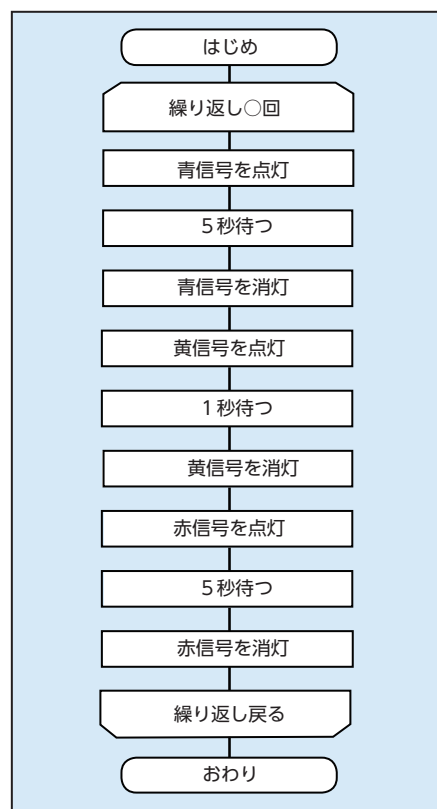 はじめ
繰り返し○回
青信号を点灯
5秒待つ
青信号を消灯
黄信号を点灯
1秒待つ
黄信号を消灯
赤信号を点灯
5秒待つ
赤信号を消灯
繰り返し戻る
おわり